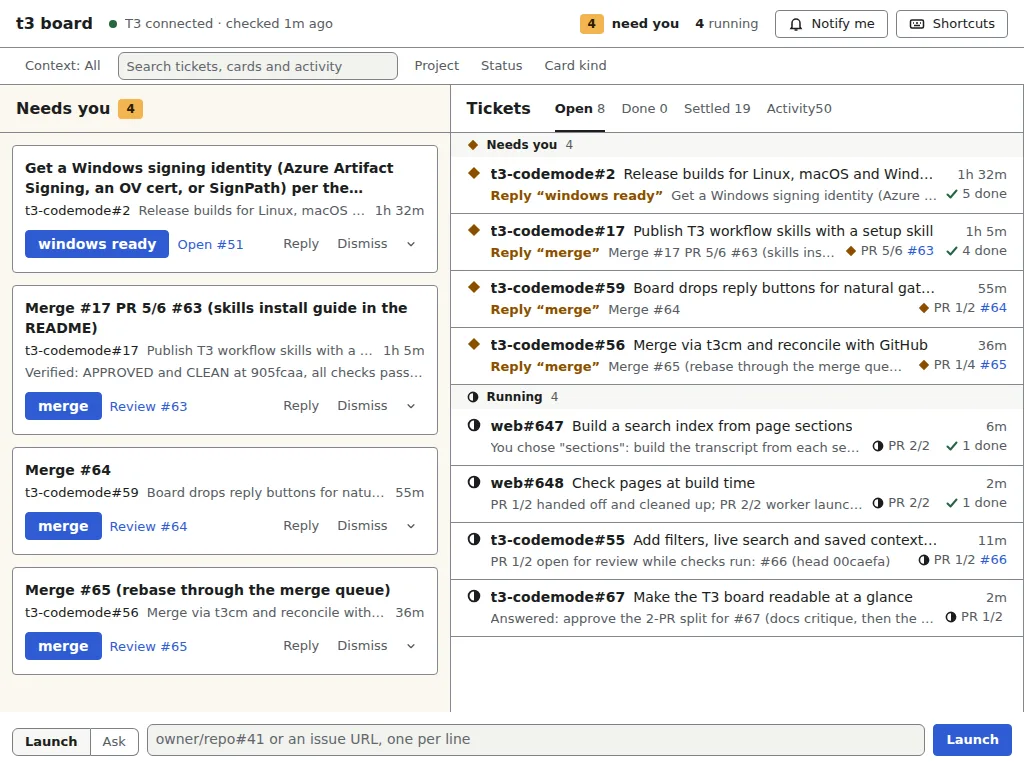 t3 board T3 connected · checked 1m ago 4 need you 4 running Notify me Shortcuts
Context: All Search tickets, cards and activity Project Status Card kind
Needs you 4
Get a Windows signing identity (Azure Artifact
Signing, an OV cert, or SignPath) per the…
t3-codemode#2 Release builds for Linux, macOS … 1h 32m
windows ready Open #51 Reply Dismiss
Merge #17 PR 5/6 #63 (skills install guide in the
README)
t3-codemode#17 Publish T3 workflow skills with a … 1h 5m
Verified: APPROVED and CLEAN at 905fcaa, all checks pass…
merge Review #63 Reply Dismiss
Merge #64
t3-codemode#59 Board drops reply buttons for natu… 55m
merge Review #64 Reply Dismiss
Merge #65 (rebase through the merge queue)
t3-codemode#56 Merge via t3cm and reconcile with… 36m
merge Review #65 Reply Dismiss
Tickets Open 8 Done 0 Settled 19 Activity50
Needs you 4
t3-codemode#2 Release builds for Linux, macOS and Wind… 1h 32m
Reply “windows ready” Get a Windows signing identity (Azure … 5 done
t3-codemode#17 Publish T3 workflow skills with a setup skill 1h 5m
Reply “merge” Merge #17 PR 5/6 #63 (skills ins… PR 5/6 #63 4 done
t3-codemode#59 Board drops reply buttons for natural gat… 55m
Reply “merge” Merge #64 PR 1/2 #64
t3-codemode#56 Merge via t3cm and reconcile with GitHub 36m
Reply “merge” Merge #65 (rebase through the merge que… PR 1/4 #65
Running 4
web#647 Build a search index from page sections 6m
You chose "sections": build the transcript from each se… PR 2/2 1 done
web#648 Check pages at build time 2m
PR 1/2 handed off and cleaned up; PR 2/2 worker launc… PR 2/2 1 done
t3-codemode#55 Add filters, live search and saved context… 11m
PR 1/2 open for review while checks run: #66 (head 00caefa) PR 1/2 #66
t3-codemode#67 Make the T3 board readable at a glance 2m
Answered: approve the 2-PR split for #67 (docs critique, then the … PR 1/2
Launch Ask owner/repo#41 or an issue URL, one per line Launch